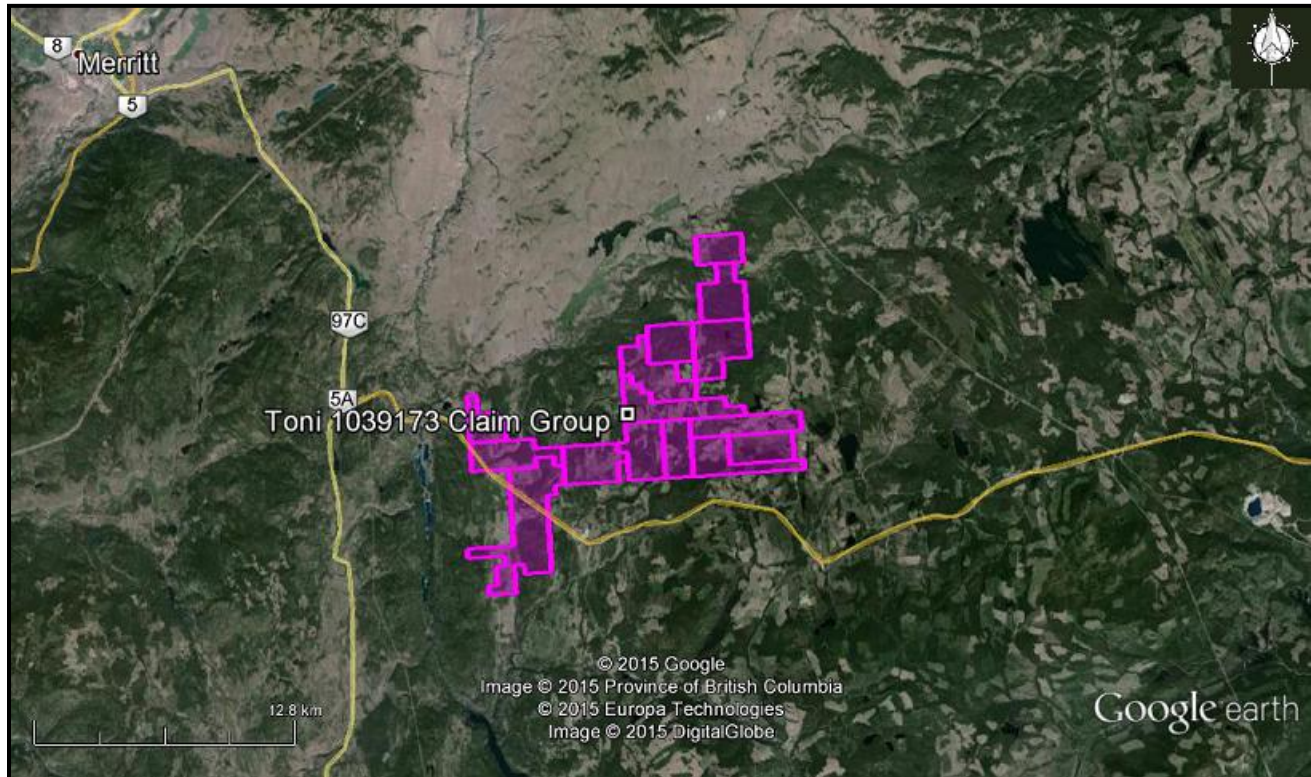 8
Merritt
5
97C
5A
Toni 1039173 Claim Group
© 2015 Google
Image © 2015 Province of British Columbia
© 2015 Europa Technologies
Image © 2015 DigitalGlobe
12.8 km
Google earth